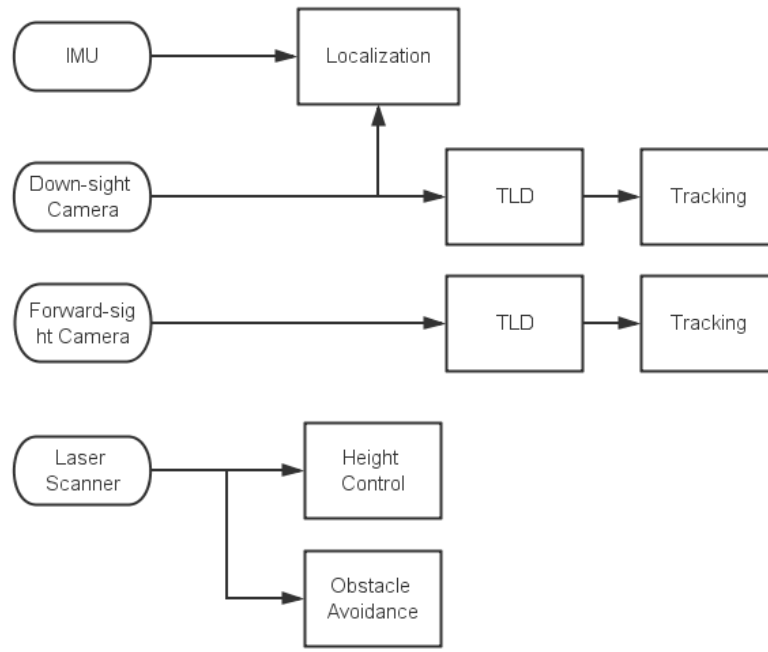 IMU
Localization
Down-sight
Camera
TLD
Tracking
Forward-sig
ht Camera
TLD
Tracking
Laser
Scanner
Height
Control
Obstacle
Avoidance